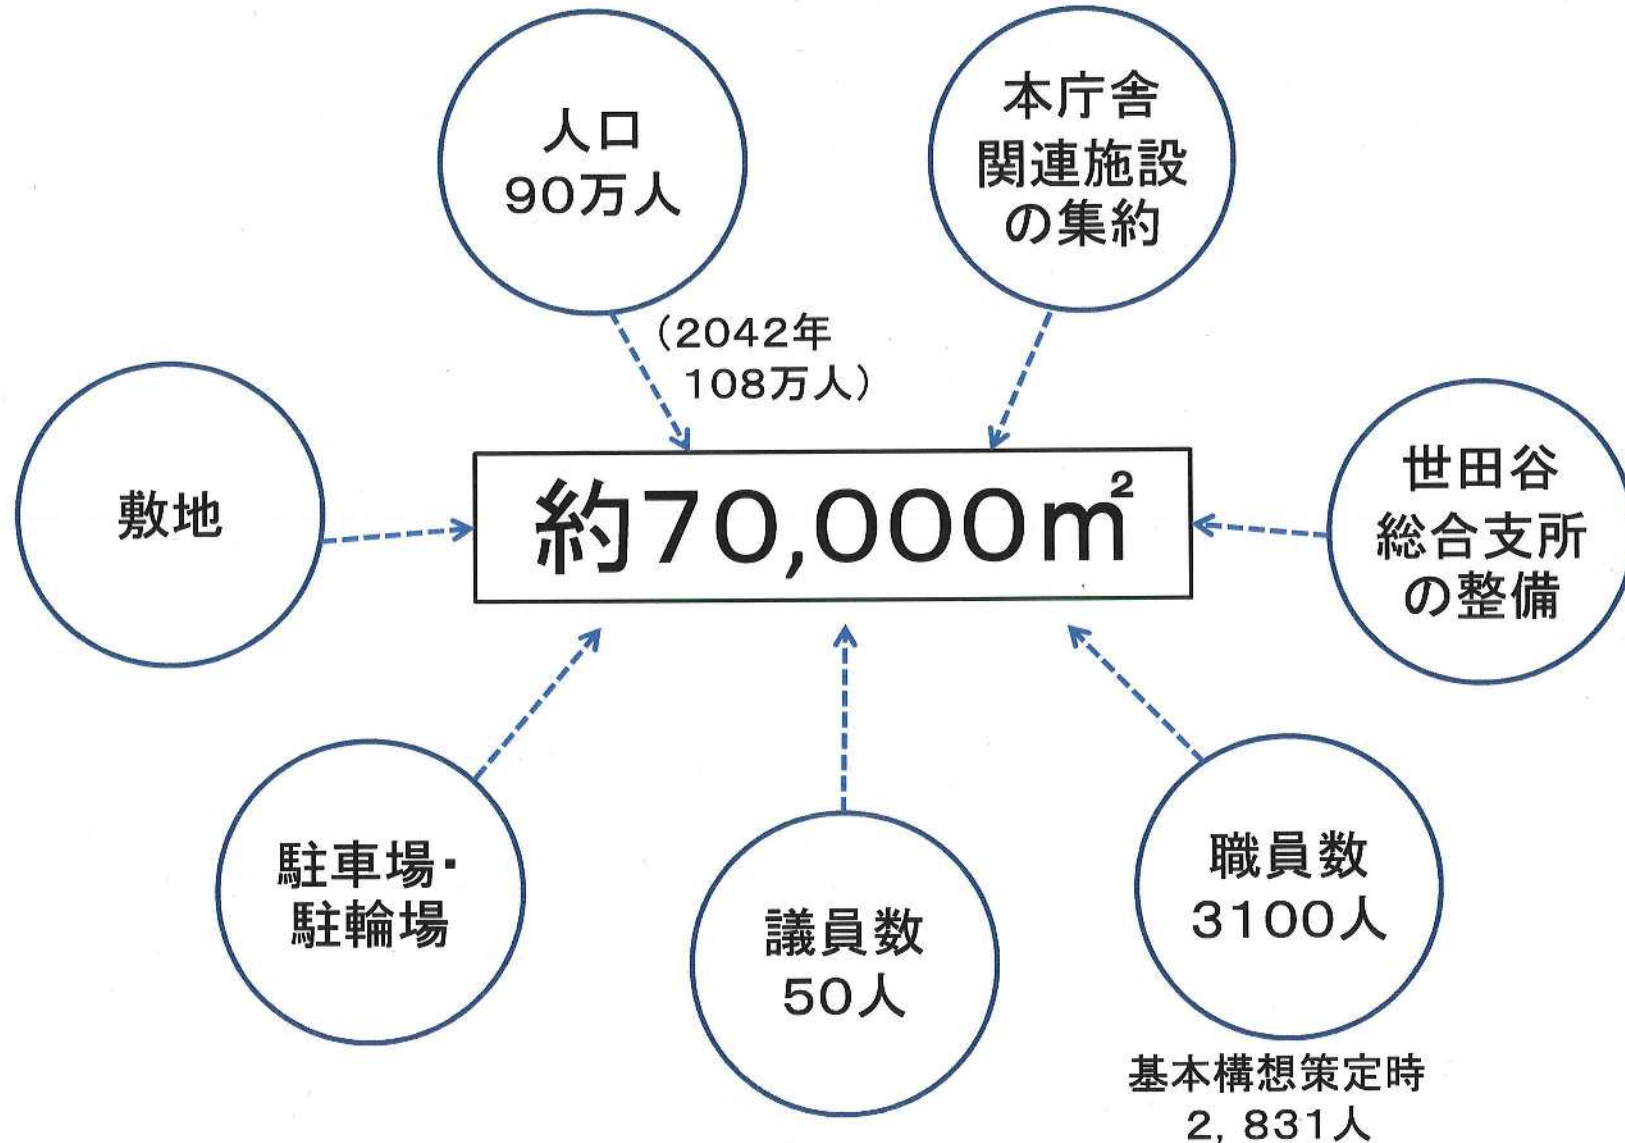 人口
90万人
（2042年
108万人）
本庁舎
関連施設
の集約
敷地
約70,000㎡
世田谷
総合支所
の整備
駐車場・
駐輪場
議員数
50人
職員数
3100人
基本構想策定時
2,831人